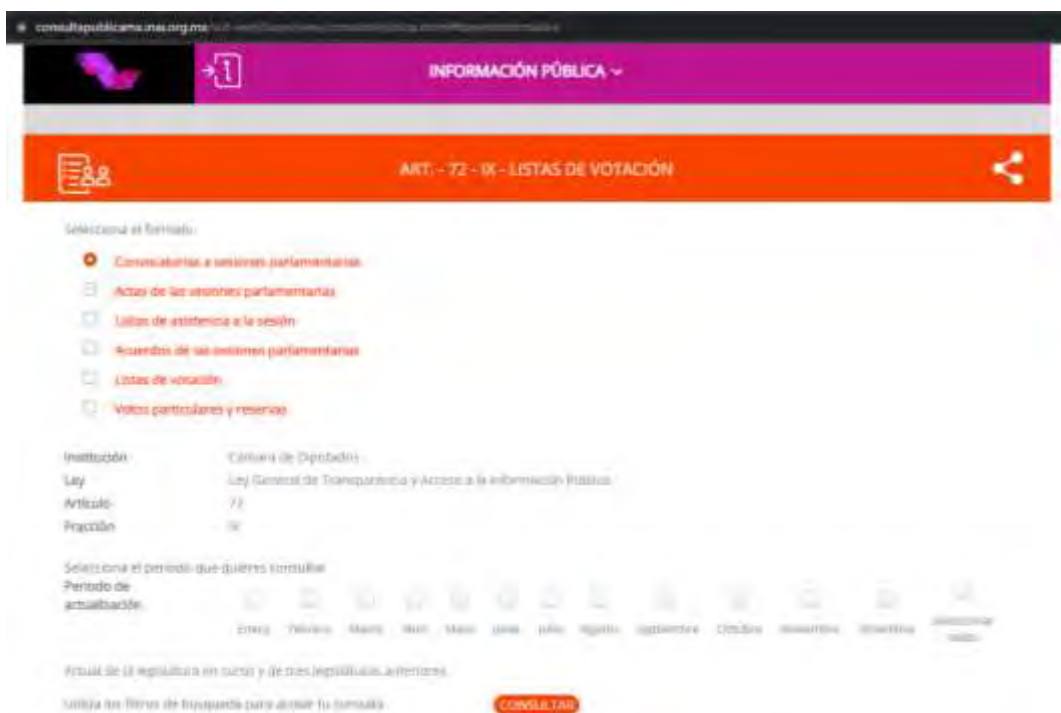 consultapublicamx.inai.org.mx
INFORMACIÓN PÚBLICA
ART. - 72 - IX - LISTAS DE VOTACIÓN
Selecciona el formato
Convocatorias a sesiones parlamentarias
Actas de las sesiones parlamentarias
Listas de asistencia a la sesión
Acuerdos de las sesiones parlamentarias
Listas de votación
Votos particulares y reservas
Institución Cámara de Diputados
Ley Ley General de Transparencia y Acceso a la Información Pública
Artículo 72
Fracción IX
Selecciona el periodo que quieres consultar
Periodo de
actualización
Enero Febrero Marzo Abril Mayo Junio Julio Agosto Septiembre Octubre Noviembre Diciembre Seleccionar
todos
Actual de la legislatura en curso y de tres legislaturas anteriores.
Utiliza los filtros de búsqueda para acotar tu consulta CONSULTAR